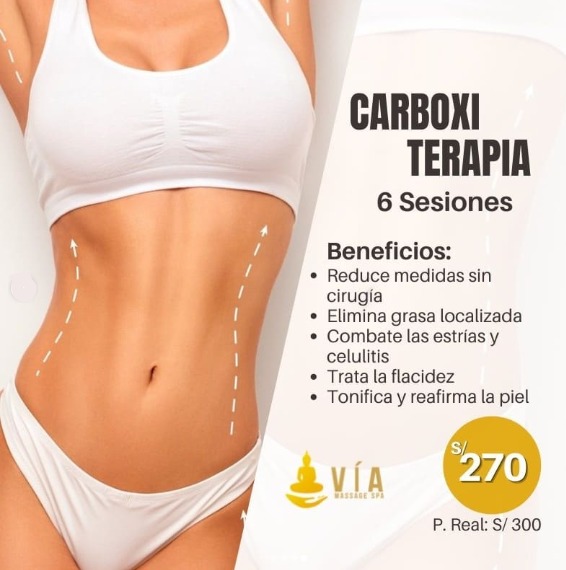 CARBOXI
TERAPIA
6 Sesiones
Beneficios:
• Reduce medidas sin
cirugía
• Elimina grasa localizada
• Combate las estrías y
celulitis
• Trata la flacidez
• Tonifica y reafirma la piel
S/270
VÍA
MASSAGE SPA
P. Real: S/ 300